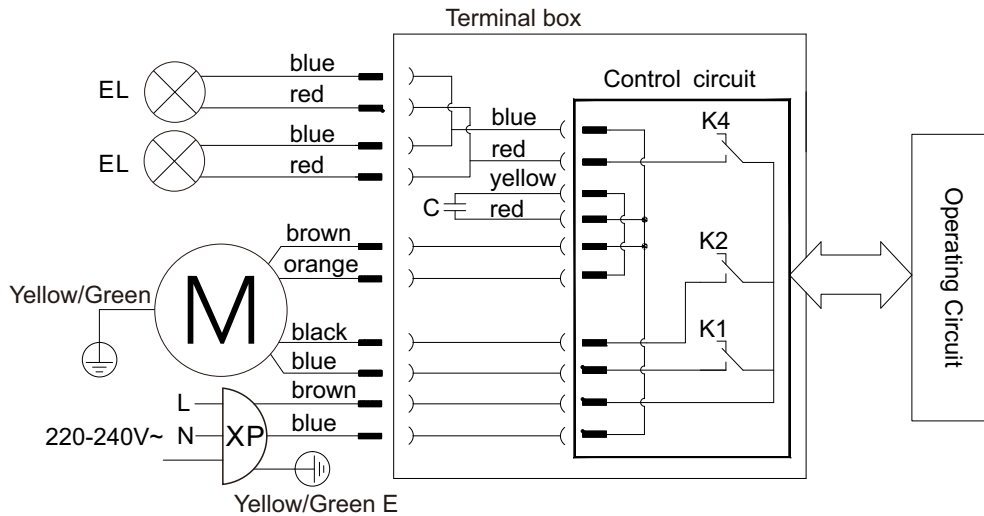 Terminal box
EL
blue
red
EL
blue
red
Control circuit
blue
red
yellow
C
red
K4
K2
K1
Operating Circuit
brown
orange
Yellow/Green
M
black
blue
brown
L
220-240V~ N XP
blue
Yellow/Green E